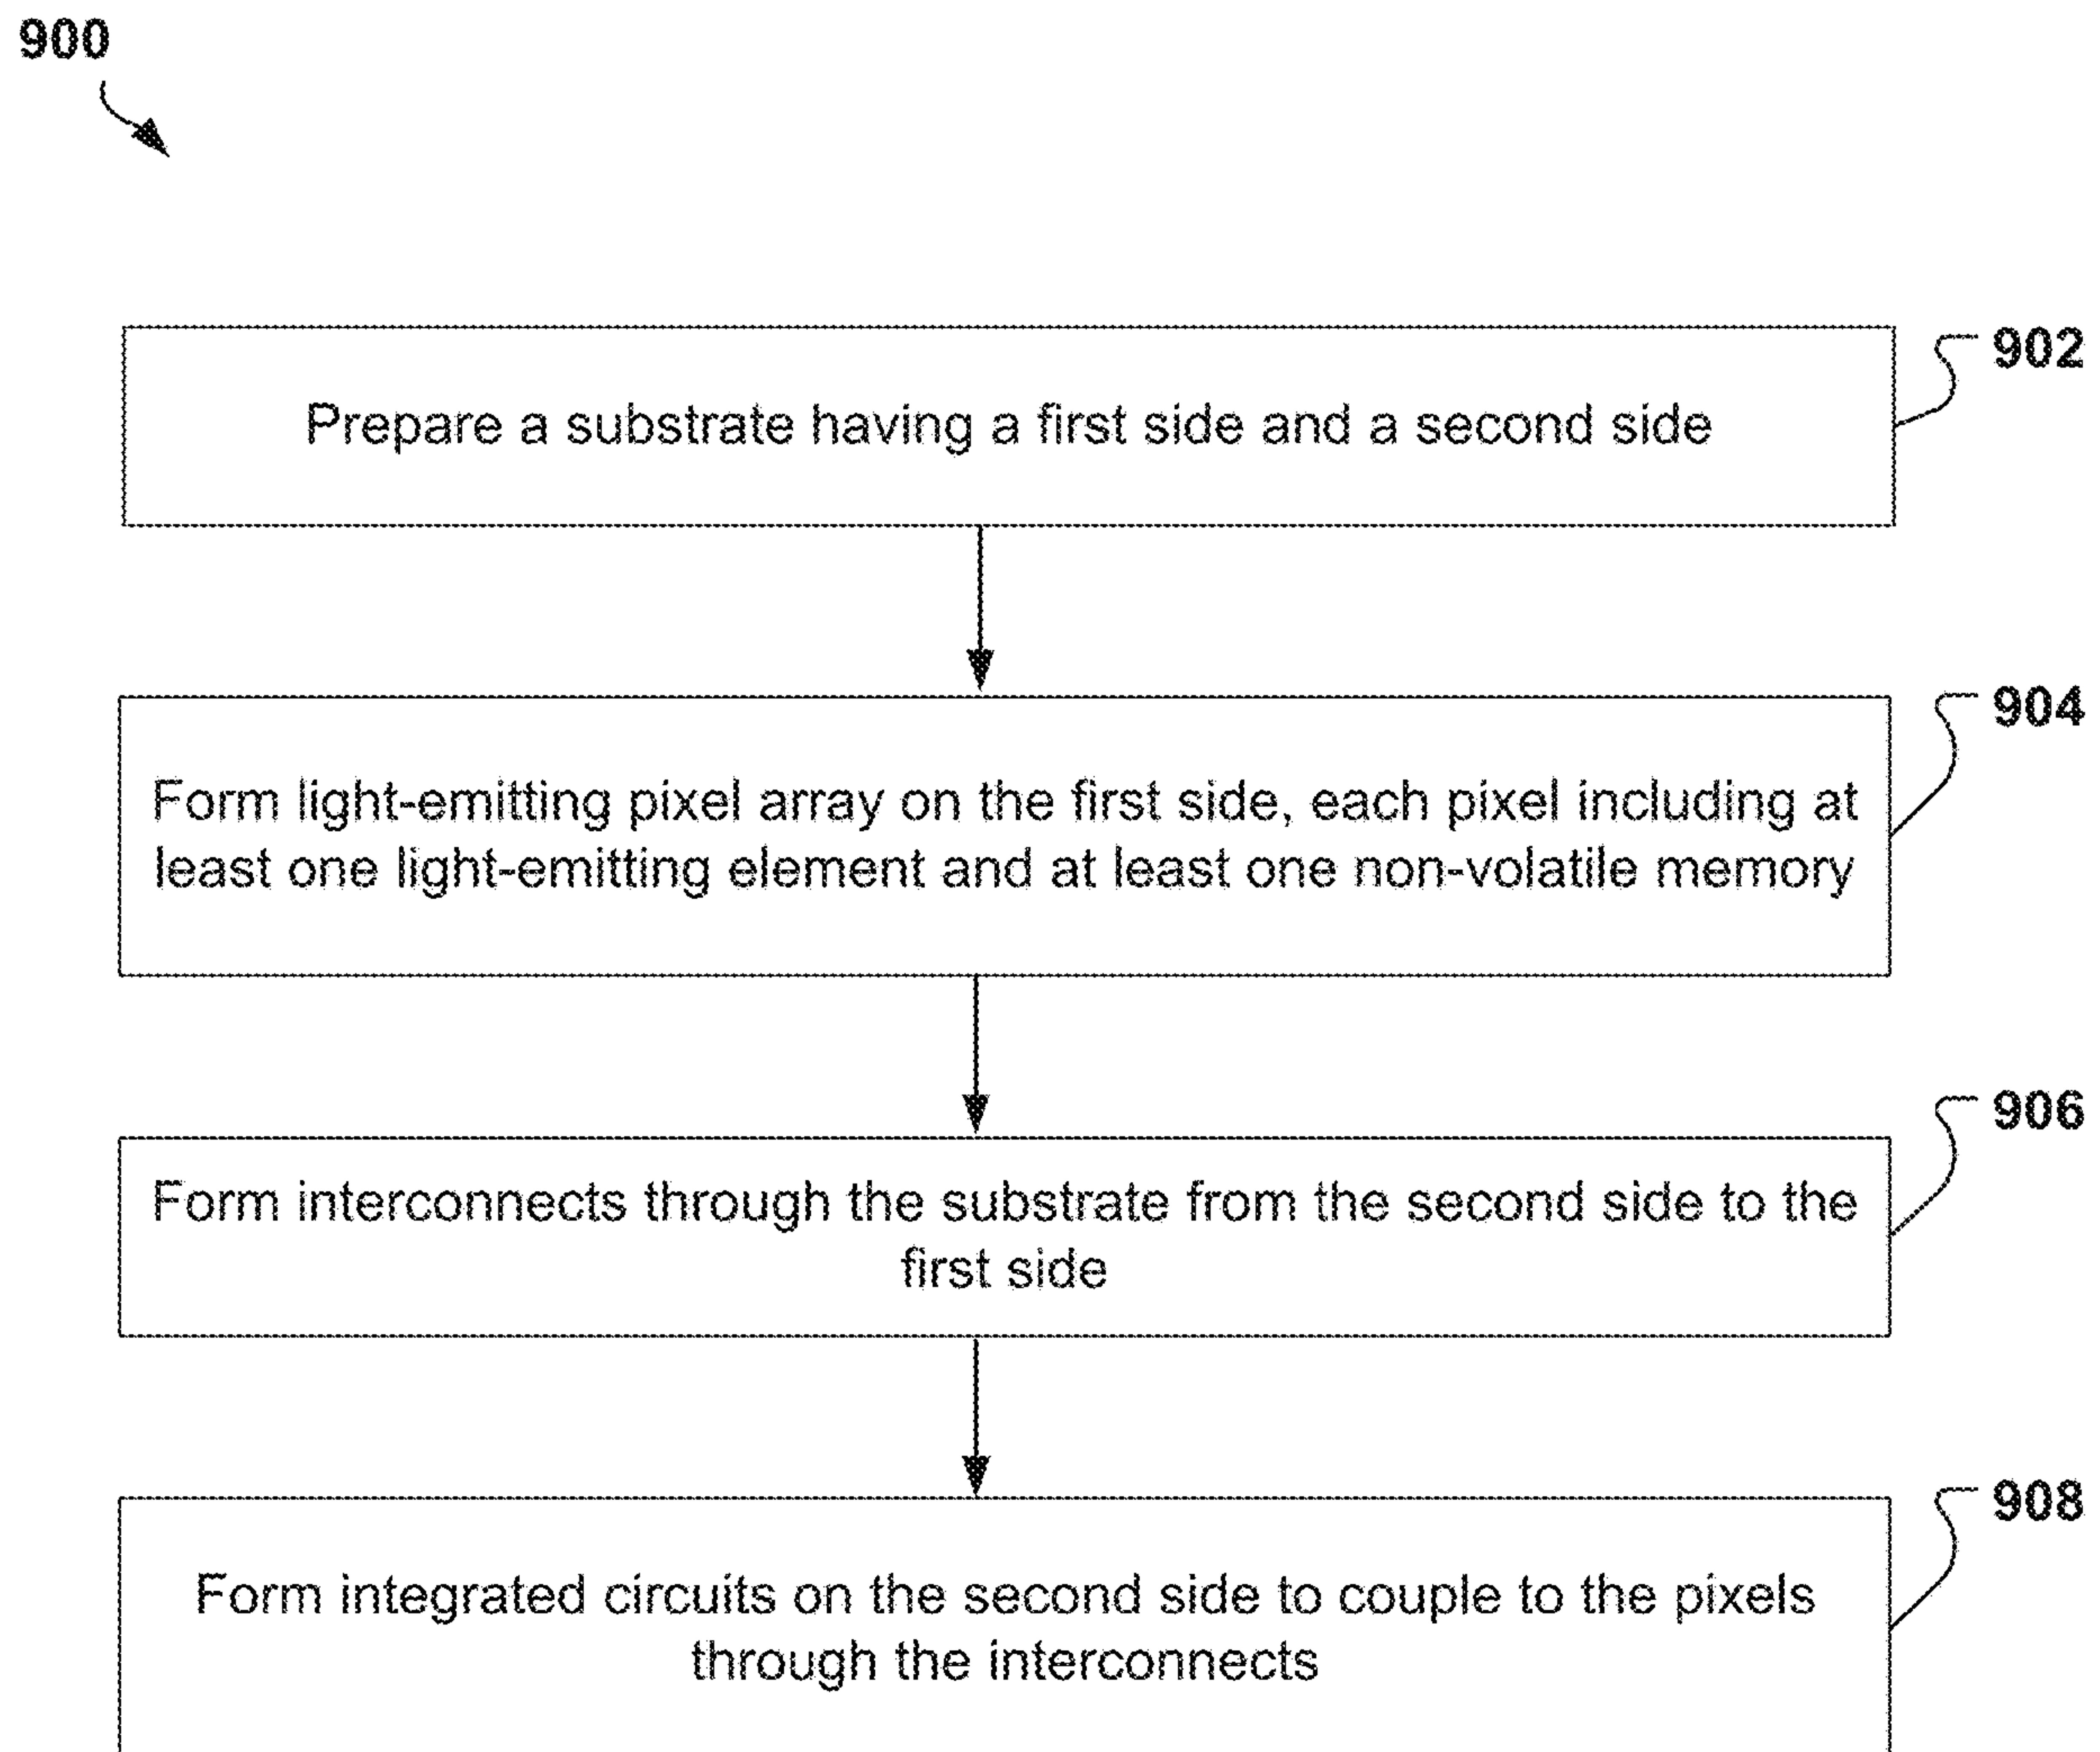 900
902
Prepare a substrate having a first side and a second side
904
Form light-emitting pixel array on the first side, each pixel including at
least one light-emitting element and at least one non-volatile memory
906
Form interconnects through the substrate from the second side to the
first side
908
Form integrated circuits on the second side to couple to the pixels
through the interconnects